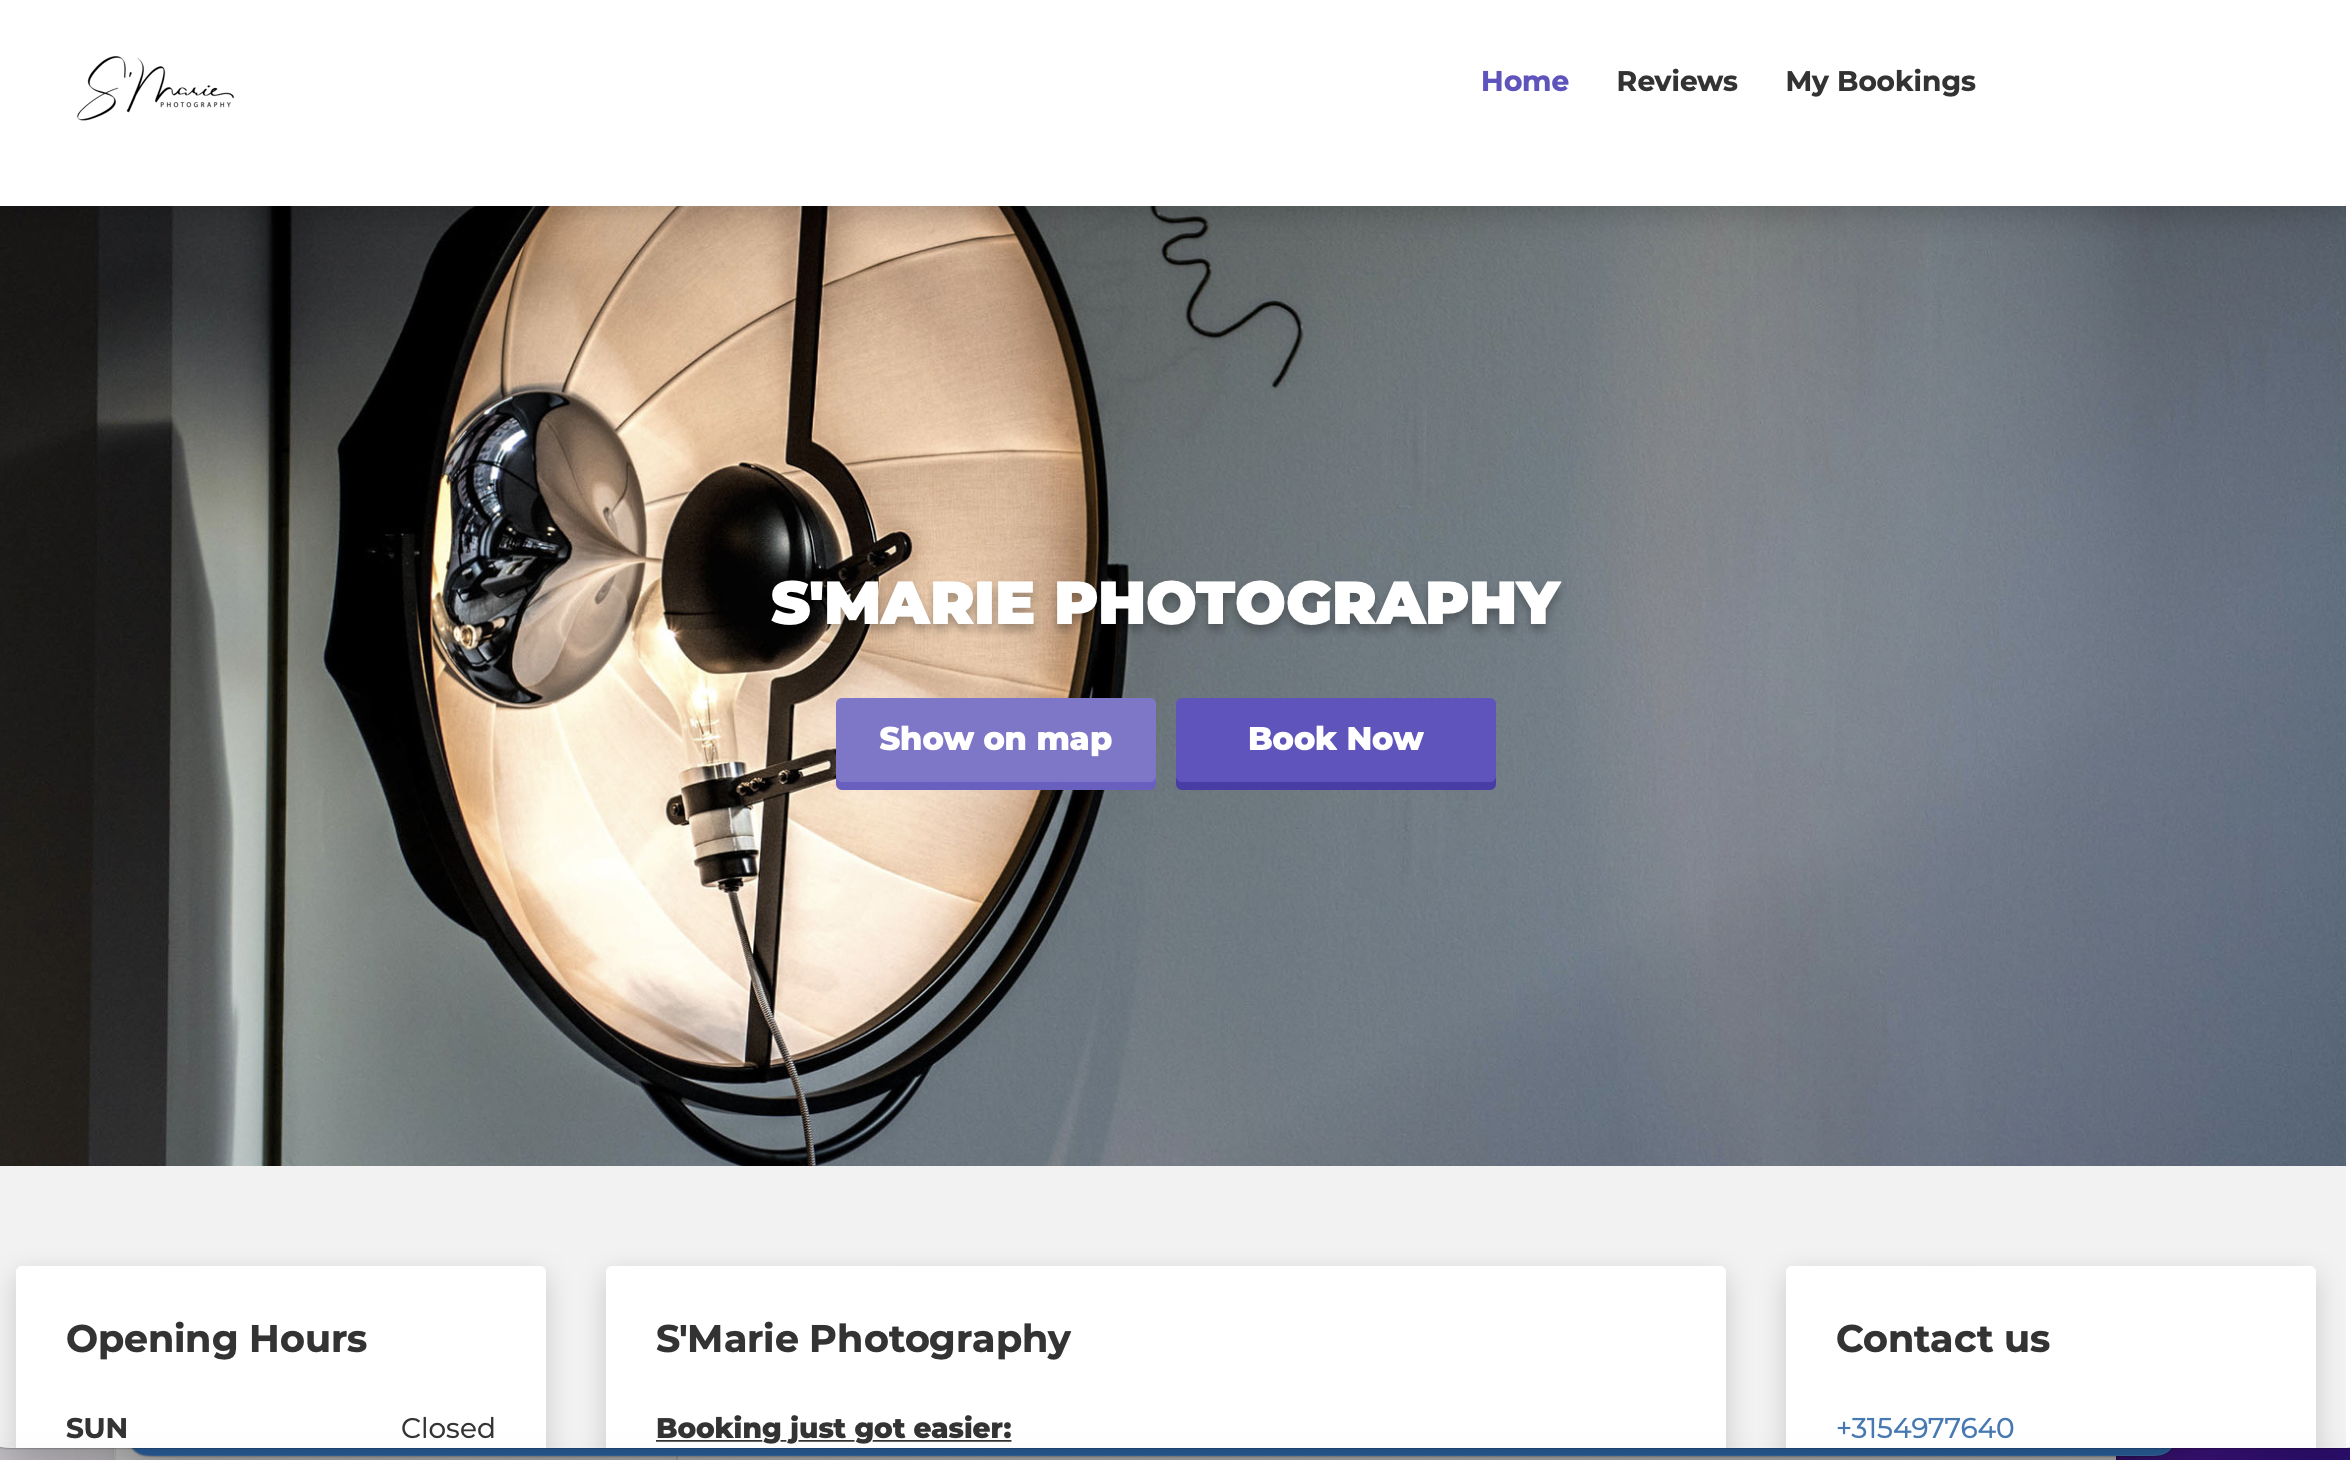 S'Marie
PHOTOGRAPHY
Home Reviews My Bookings
S'MARIE PHOTOGRAPHY
Show on map Book Now
Opening Hours
SUN Closed
S'Marie Photography
Booking just got easier:
Contact us
+3154977640